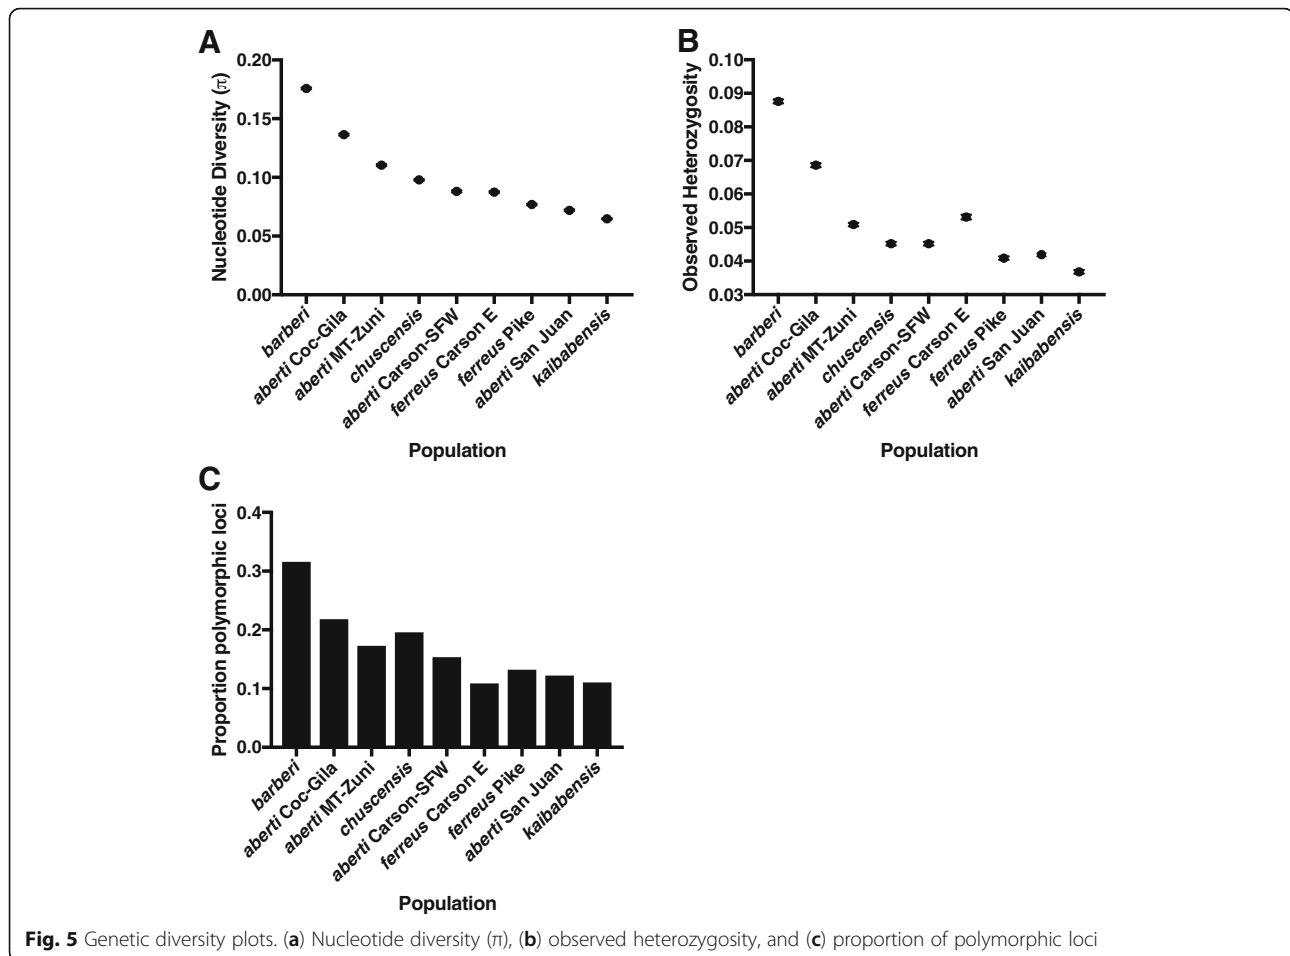 A
Nucleotide Diversity (π)
0.20
0.15
0.10
0.05
0.00
barberi
aberti Coc-Gila
aberti MT-Zuni
chuscensis
aberti Carson-SFW
ferreus Carson E
ferreus Pike
aberti San Juan
kaibabensis
Population
B
Observed Heterozygosity
0.10
0.09
0.08
0.07
0.06
0.05
0.04
0.03
barberi
aberti Coc-Gila
aberti MT-Zuni
chuscensis
aberti Carson-SFW
ferreus Carson E
ferreus Pike
aberti San Juan
kaibabensis
Population
C
Proportion polymorphic loci
0.4
0.3
0.2
0.1
0.0
barberi
aberti Coc-Gila
aberti MT-Zuni
chuscensis
aberti Carson-SFW
ferreus Carson E
ferreus Pike
aberti San Juan
kaibabensis
Population
Fig. 5 Genetic diversity plots. (a) Nucleotide diversity (π), (b) observed heterozygosity, and (c) proportion of polymorphic loci